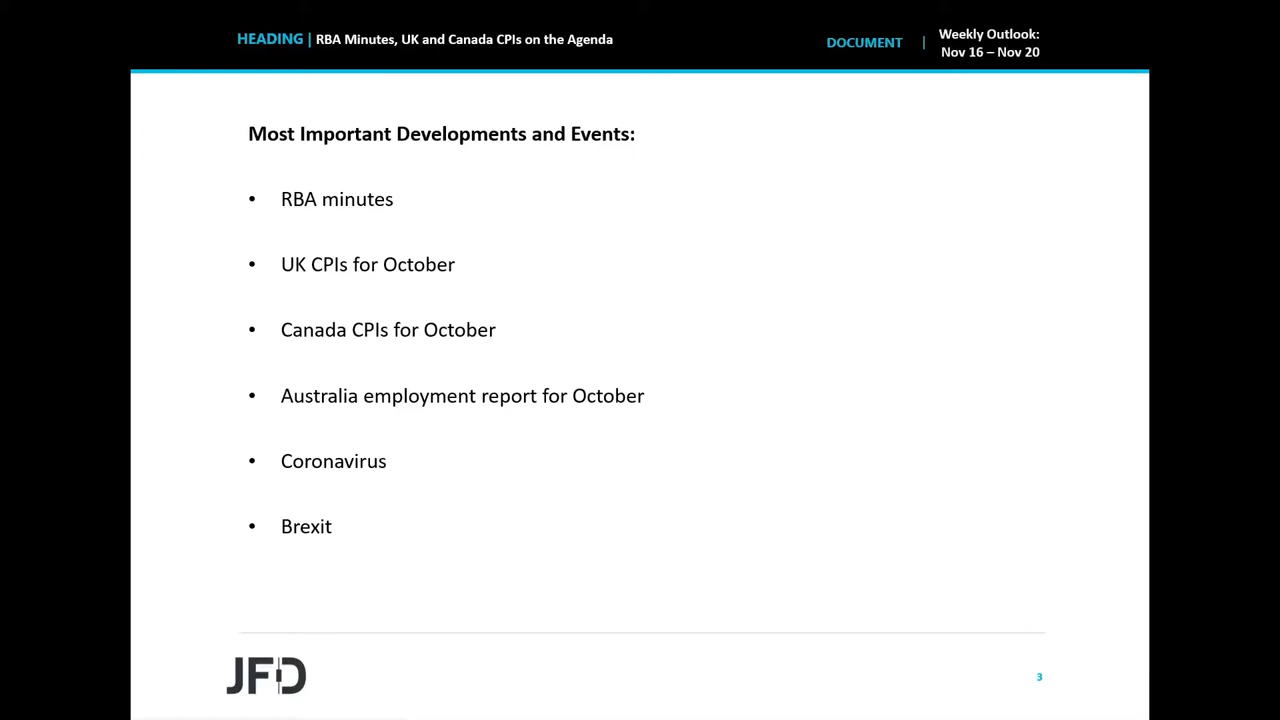 HEADING | RBA Minutes, UK and Canada CPIs on the Agenda
DOCUMENT | Weekly Outlook:
Nov 16 – Nov 20
Most Important Developments and Events:
• RBA minutes
• UK CPIs for October
• Canada CPIs for October
• Australia employment report for October
• Coronavirus
• Brexit
JFD
3